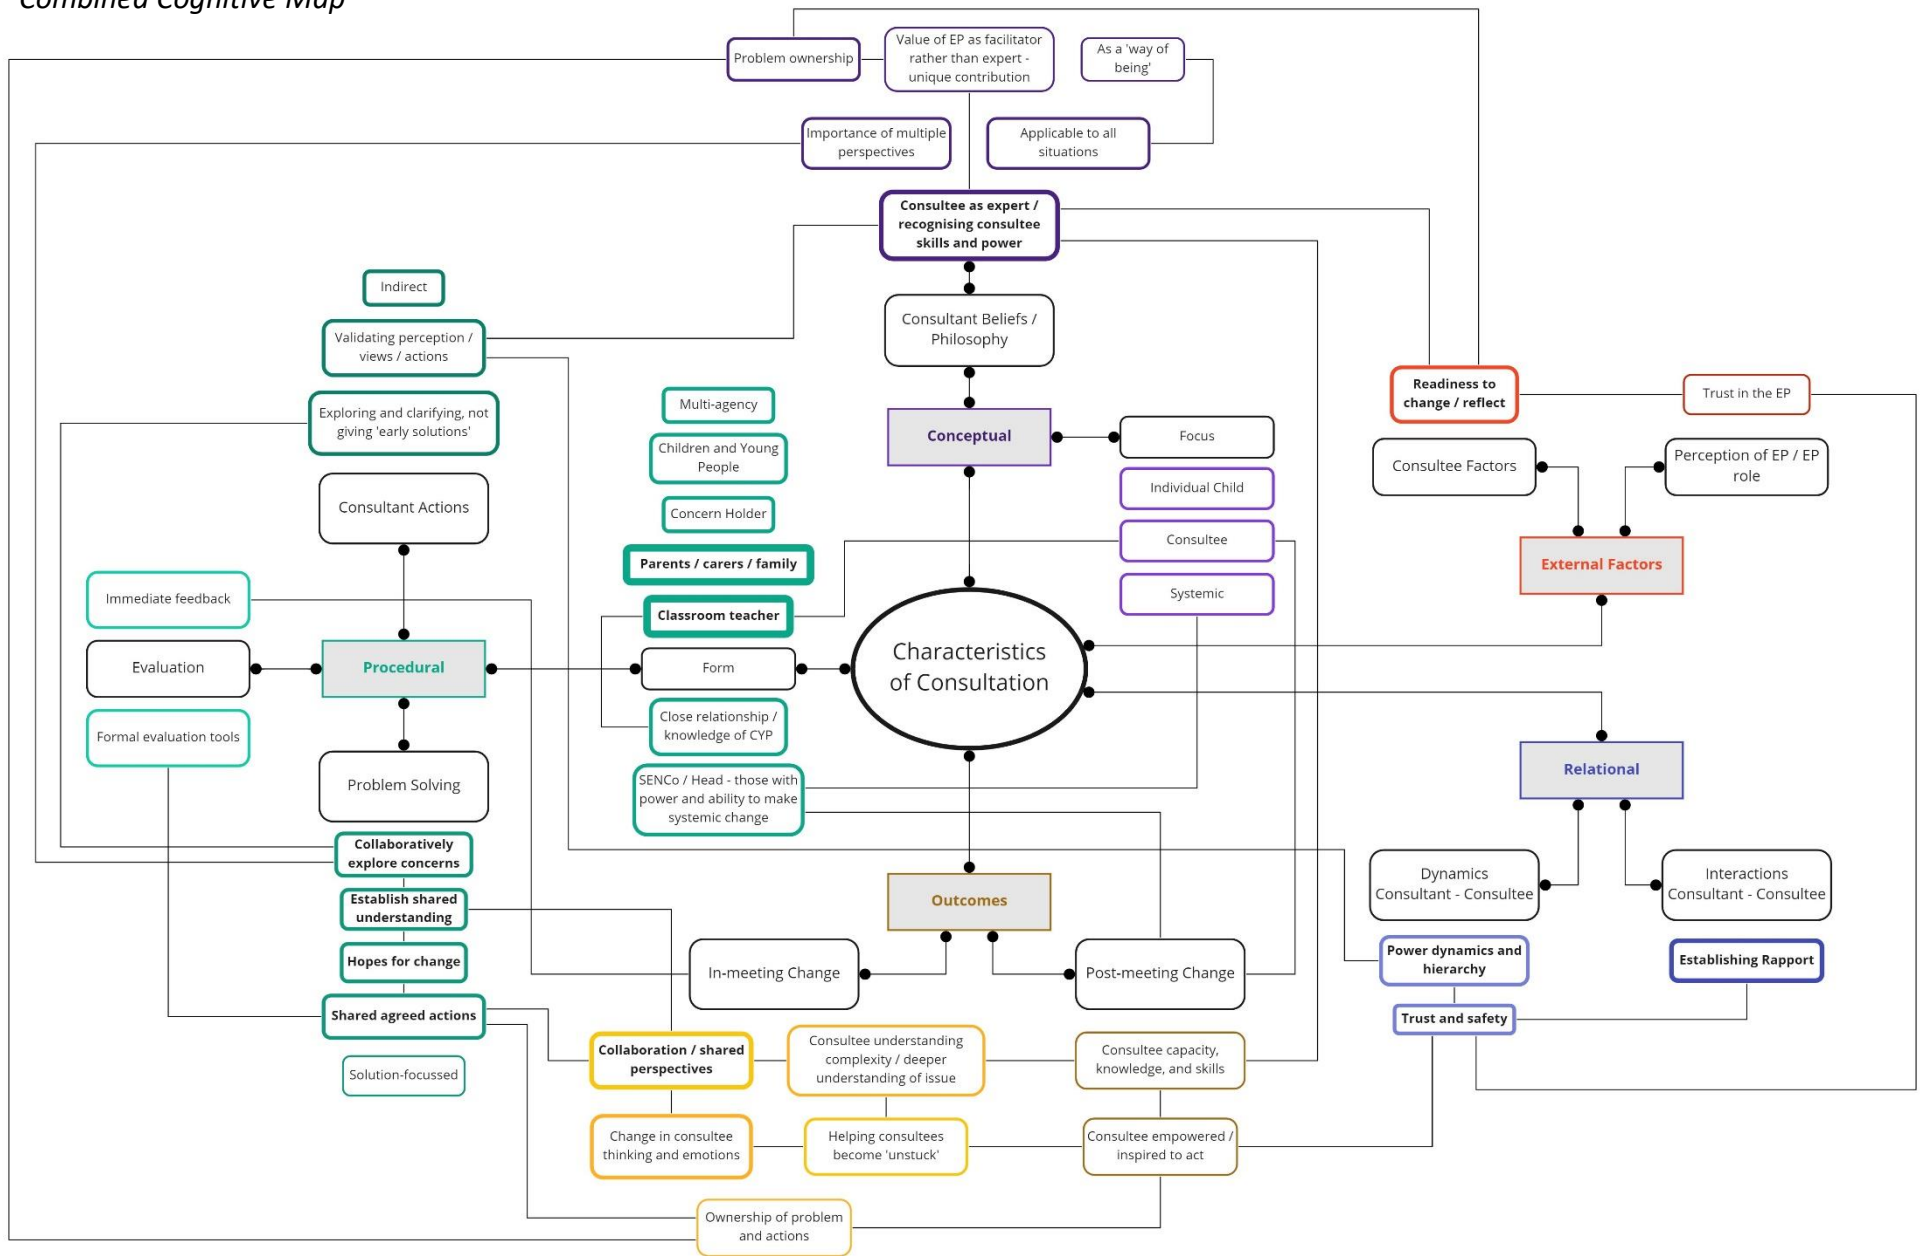 Combined Cognitive Map
Problem ownership
Value of EP as facilitator
rather than expert -
unique contribution
As a 'way of
being'
Importance of multiple
perspectives
Applicable to all
situations
Consultee as expert /
recognising consultee
skills and power
Indirect
Validating perception /
views / actions
Exploring and clarifying, not
giving 'early solutions'
Consultant Actions
Consultant Beliefs /
Philosophy
Conceptual
Focus
Individual Child
Consultee
Systemic
Multi-agency
Children and Young
People
Concern Holder
Parents / carers / family
Classroom teacher
Form
Close relationship /
knowledge of CYP
SENCo / Head - those with
power and ability to make
systemic change
Readiness to
change / reflect
Trust in the EP
Consultee Factors
Perception of EP / EP
role
External Factors
Immediate feedback
Evaluation
Formal evaluation tools
Procedural
Problem Solving
Characteristics
of Consultation
Relational
Dynamics
Consultant - Consultee
Interactions
Consultant - Consultee
Power dynamics and
hierarchy
Establishing Rapport
Trust and safety
Collaboratively
explore concerns
Establish shared
understanding
Hopes for change
Shared agreed actions
Solution-focussed
Outcomes
In-meeting Change
Post-meeting Change
Collaboration / shared
perspectives
Consultee understanding
complexity / deeper
understanding of issue
Consultee capacity,
knowledge, and skills
Change in consultee
thinking and emotions
Helping consultees
become 'unstuck'
Consultee empowered /
inspired to act
Ownership of problem
and actions